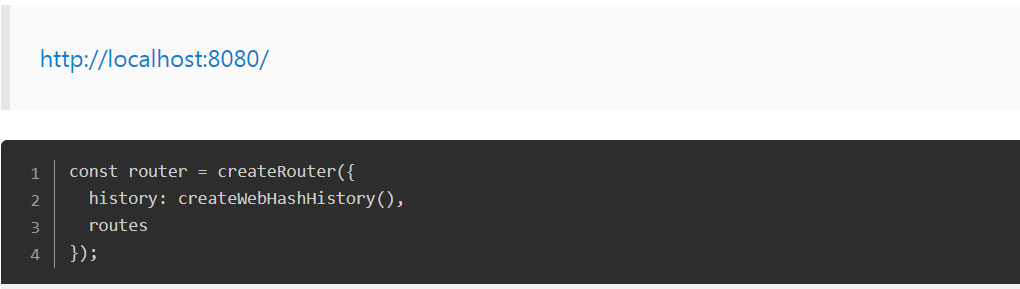 http://localhost:8080/
1 const router = createRouter({
2 history: createWebHashHistory(),
3 routes
4 });